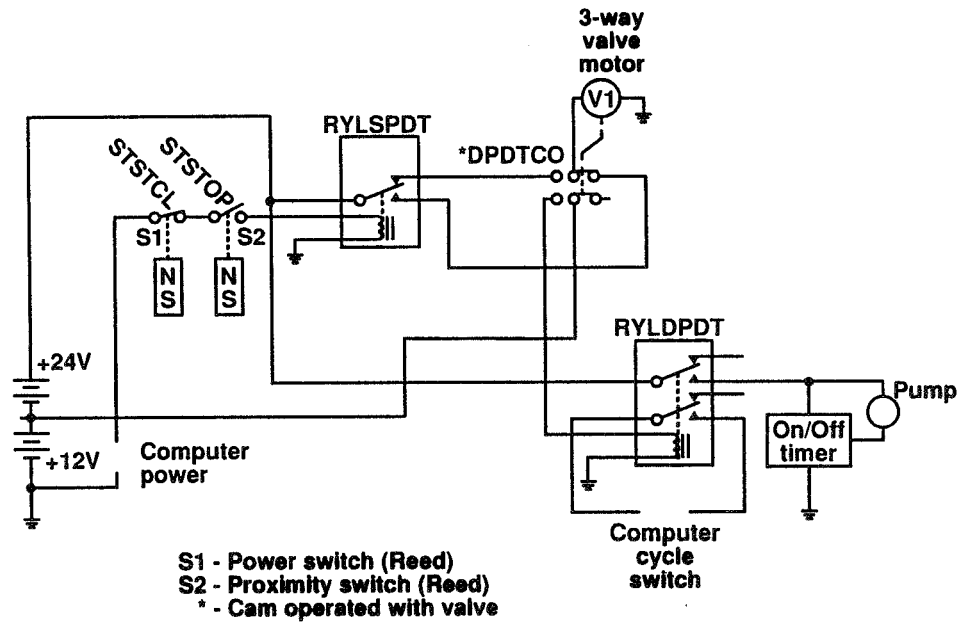 3-way
valve
motor
V1
RYLSPDT
*DPDTCO
STSTCL
STSTOP
S1
S2
N
S
N
S
RYLDPDT
+24V
Pump
On/Off
timer
+12V
Computer
power
Computer
cycle
switch
S1 - Power switch (Reed)
S2 - Proximity switch (Reed)
* - Cam operated with valve